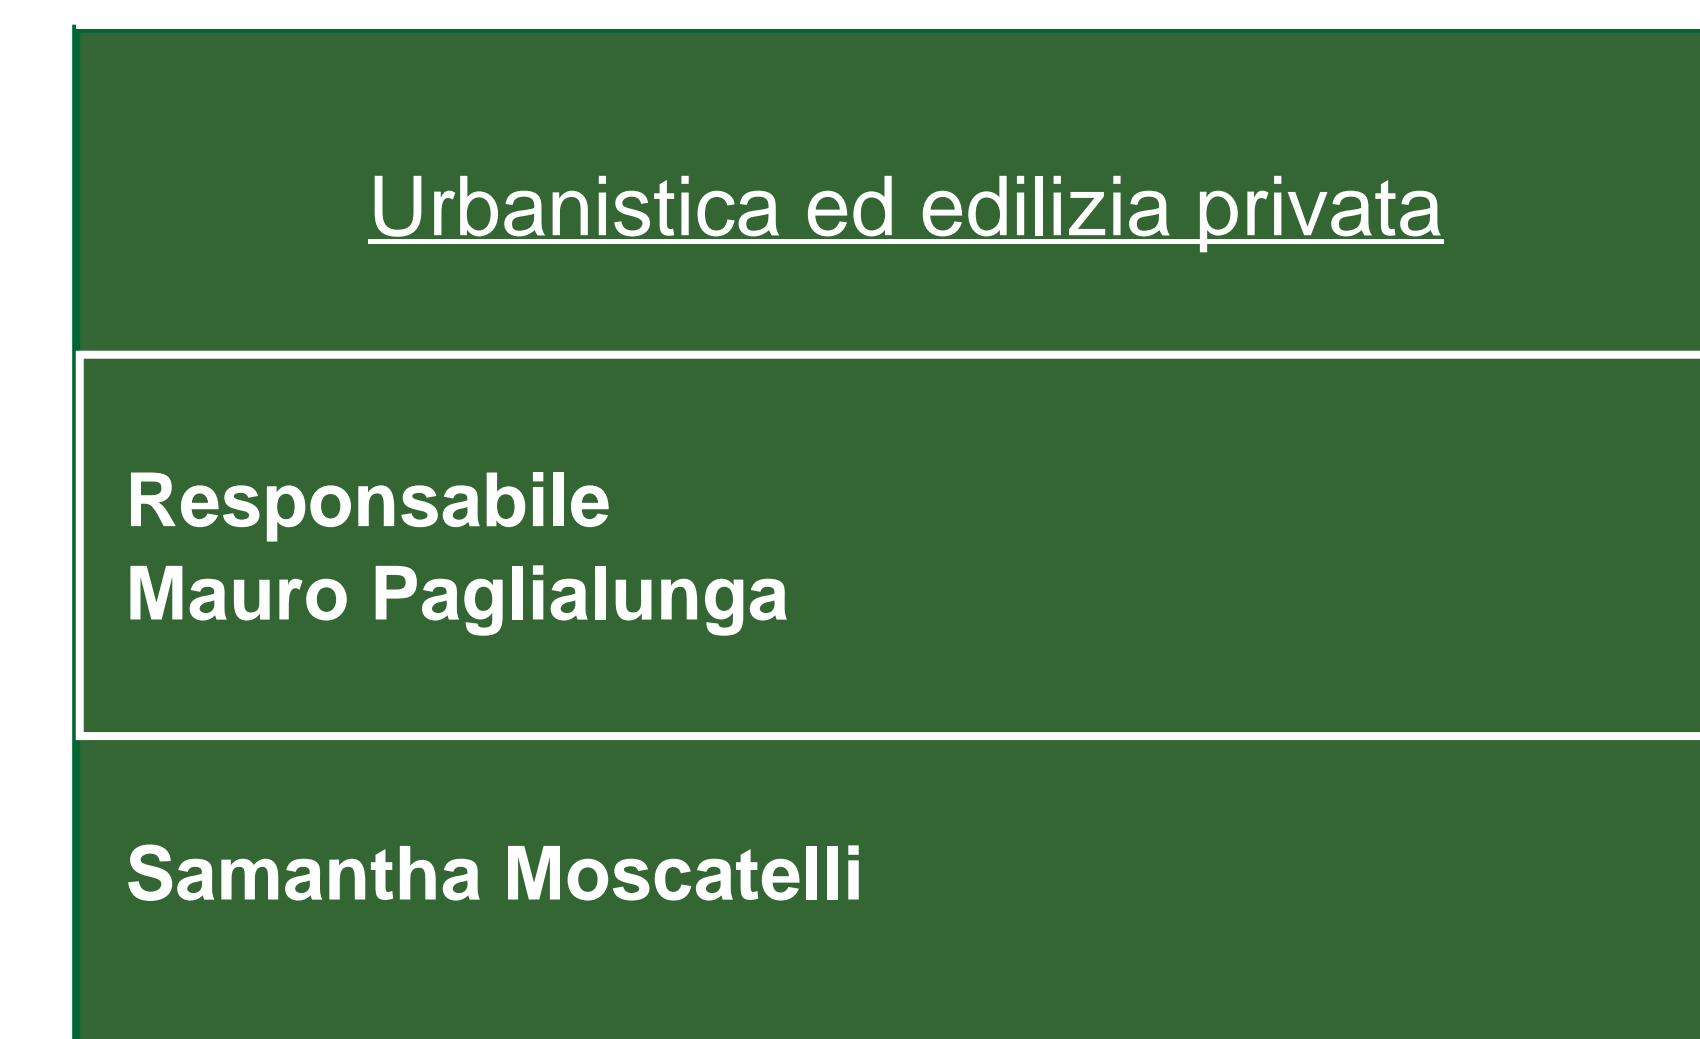 Urbanistica ed edilizia privata
Responsabile
Mauro Paglialunga
Samantha Moscatelli